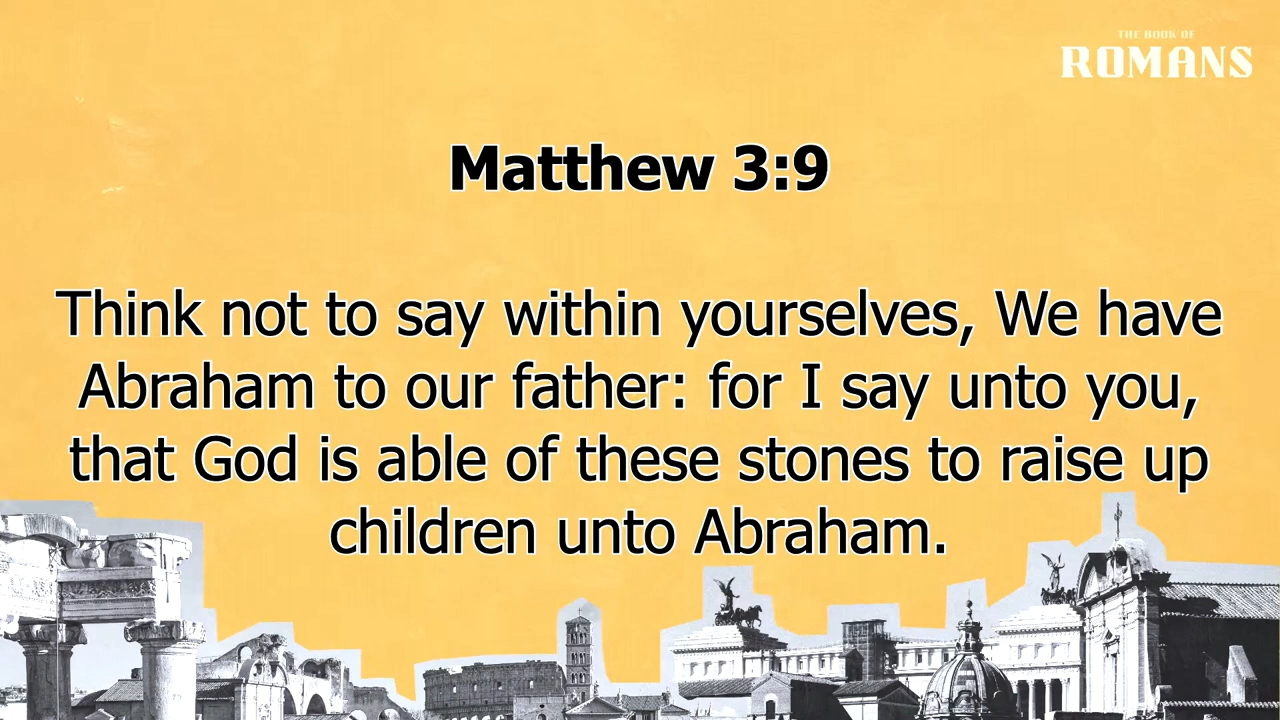 THE BOOK OF
ROMANS
Matthew 3:9
Think not to say within yourselves, We have
Abraham to our father: for I say unto you,
that God is able of these stones to raise up
children unto Abraham.